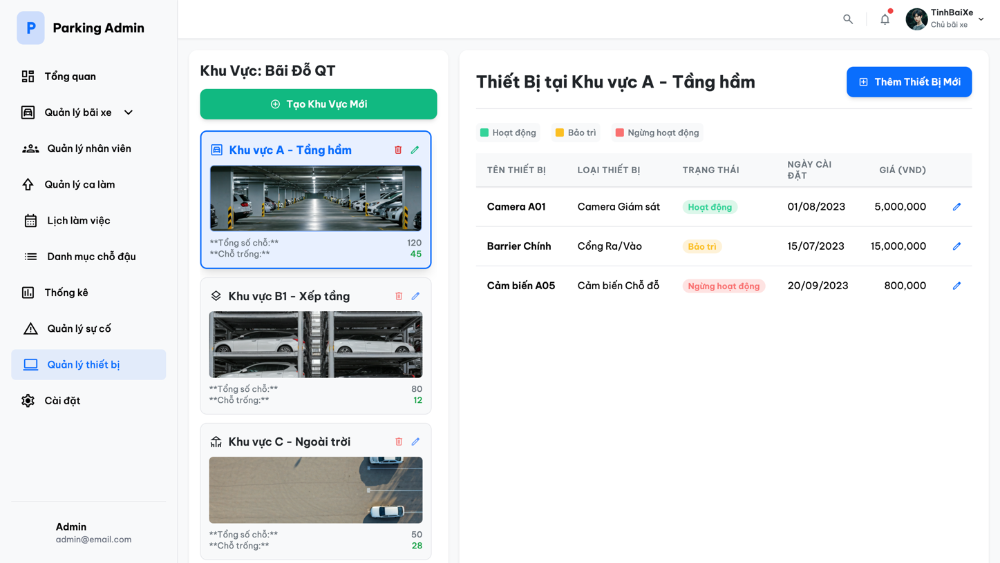 P
Parking Admin
Tổng quan
Quản lý bãi xe
Quản lý nhân viên
Quản lý ca làm
Lịch làm việc
Danh mục chỗ đậu
Thống kê
Quản lý sự cố
Quản lý thiết bị
Cài đặt
Admin
admin@email.com
TinhBaiXe
Chủ bãi xe
Khu Vực: Bãi Đỗ QT
Tạo Khu Vực Mới
Khu vực A - Tầng hầm
**Tổng số chỗ:** 120
**Chỗ trống:** 45
Khu vực B1 - Xếp tầng
**Tổng số chỗ:** 80
**Chỗ trống:** 12
Khu vực C - Ngoài trời
**Tổng số chỗ:** 50
**Chỗ trống:** 28
Thiết Bị tại Khu vực A - Tầng hầm
Thêm Thiết Bị Mới
Hoạt động Bảo trì Ngừng hoạt động
TÊN THIẾT BỊ LOẠI THIẾT BỊ TRẠNG THÁI NGÀY CÀI ĐẶT GIÁ (VND)
Camera A01 Camera Giám sát Hoạt động 01/08/2023 5,000,000
Barrier Chính Cổng Ra/Vào Bảo trì 15/07/2023 15,000,000
Cảm biến A05 Cảm biến Chỗ đỗ Ngừng hoạt động 20/09/2023 800,000